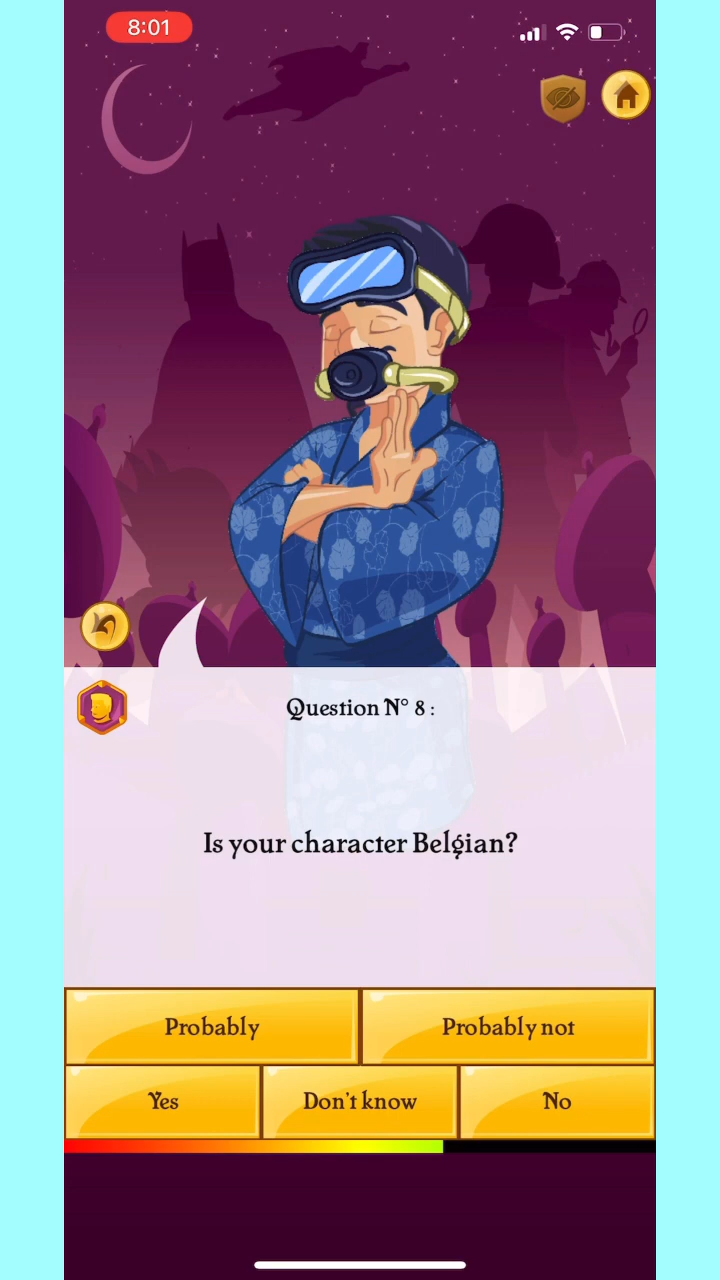 8:01
Question N° 8 :
Is your character Belgian?
Probably
Probably not
Yes
Don't know
No